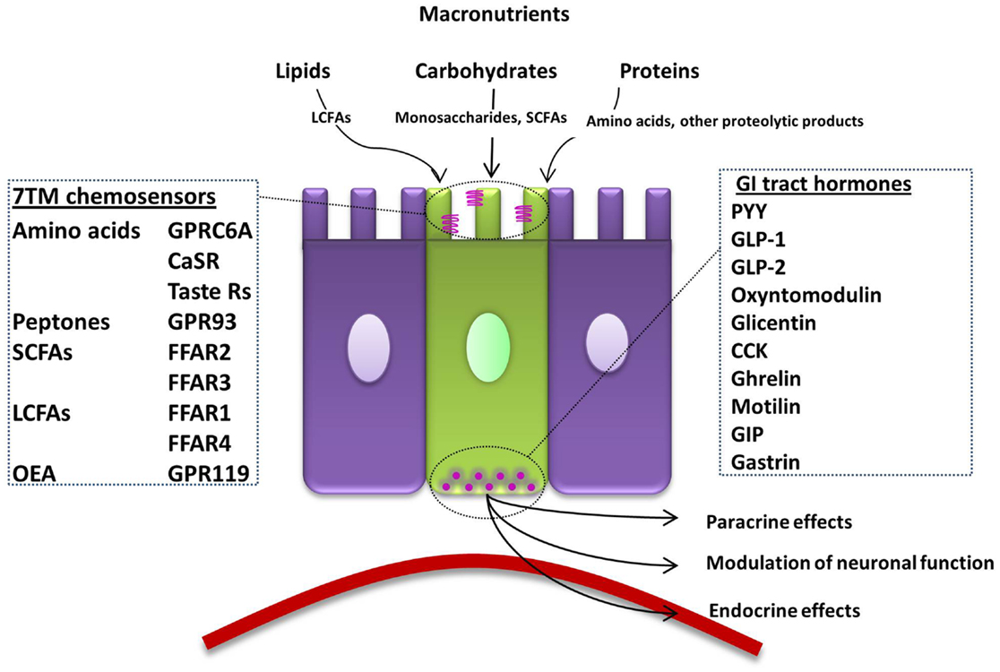 Macronutrients
Lipids
Carbohydrates
Proteins
LCFAs
Monosaccharides, SCFAs
Amino acids, other proteolytic products
7TM chemosensors
Amino acids GPRC6A
CaSR
Taste Rs
Peptones GPR93
SCFAs FFAR2
FFAR3
LCFAs FFAR1
FFAR4
OEA GPR119
GI tract hormones
PYY
GLP-1
GLP-2
Oxyntomodulin
Glicentin
CCK
Ghrelin
Motilin
GIP
Gastrin
Paracrine effects
Modulation of neuronal function
Endocrine effects